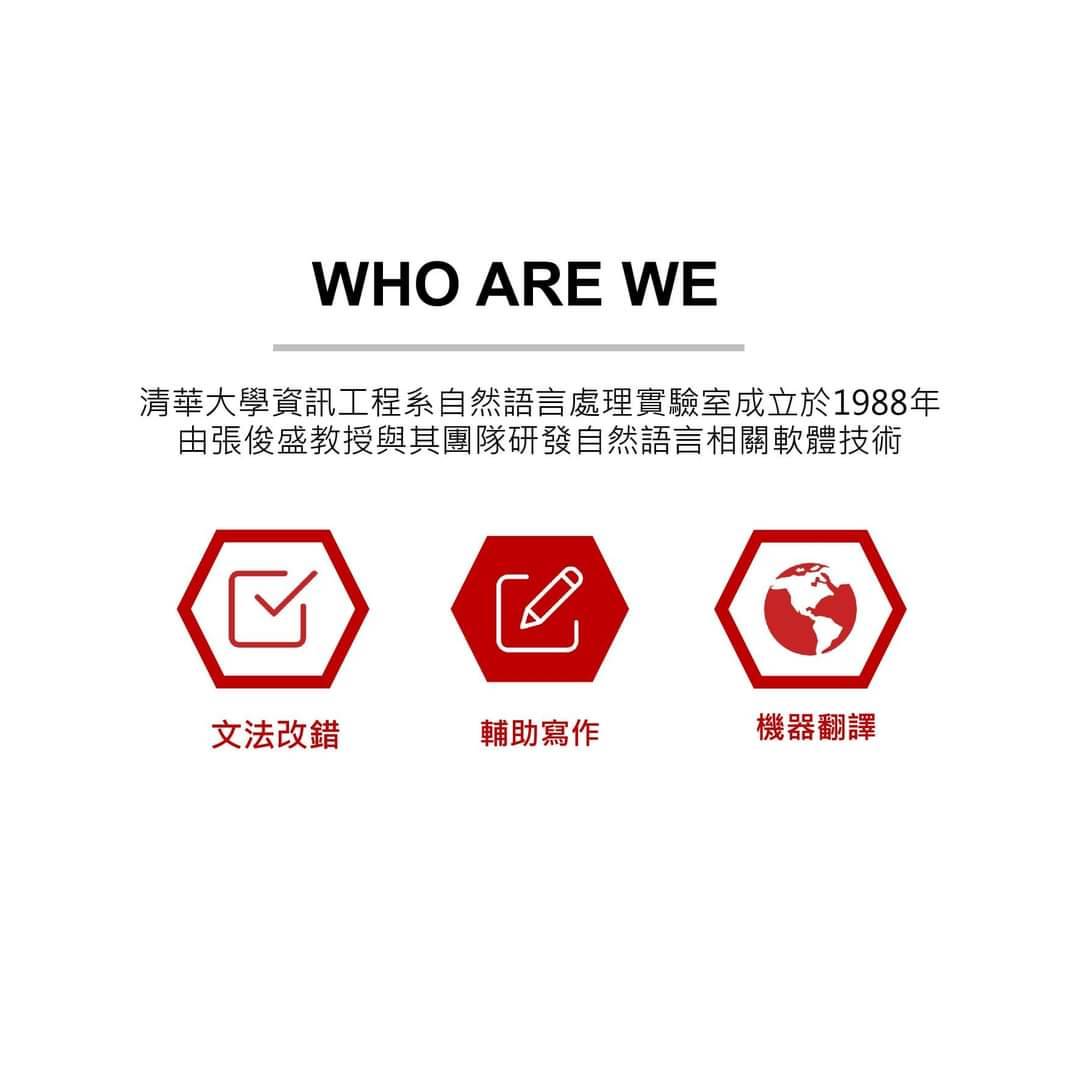 WHO ARE WE
清華大學資訊工程系自然語言處理實驗室成立於1988年
由張俊盛教授與其團隊研發自然語言相關軟體技術
文法改錯
輔助寫作
機器翻譯